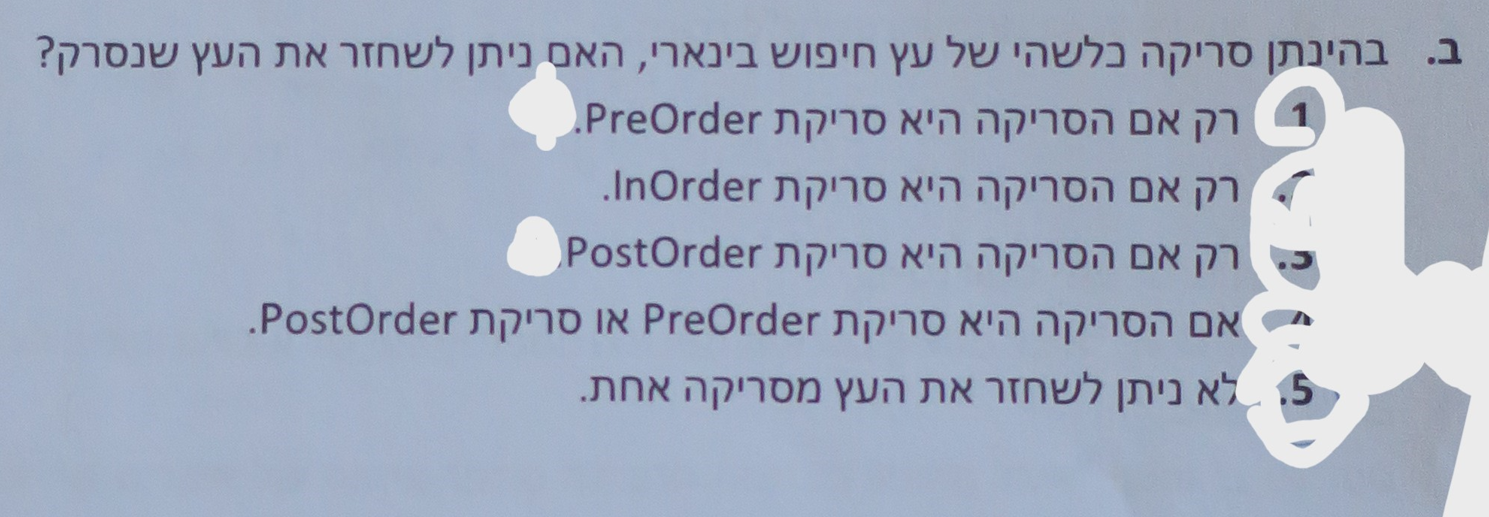 ב. בהינתן סריקה כלשהי של עץ חיפוש בינארי, האם ניתן לשחזר את העץ שנסרק?
1 רק אם הסריקה היא סריקת PreOrder.
רק אם הסריקה היא סריקת InOrder.
3. רק אם הסריקה היא סריקת PostOrder.
4 אם הסריקה היא סריקת PreOrder או סריקת PostOrder.
5. לא ניתן לשחזר את העץ מסריקה אחת.